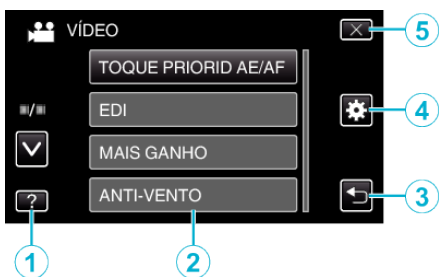 VÍDEO
5
TOQUE PRIORID AE/AF
EDI
4
MAIS GANHO
?
ANTI-VENTO
3
1
2